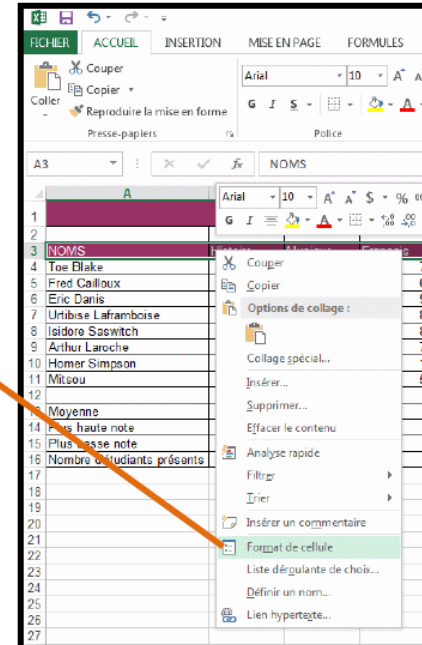 FICHIER ACCUEIL INSERTION MISE EN PAGE FORMULES
Couper
Copier
Coller
Reproduire la mise en forme
Presse-papiers
Arial 10 A
G I S A
Police
A3 fx NOMS
Arial 10 A A $ %
G I A
A
1
2
3 NOMS
4 Toe Blake
5 Fred Cailloux
6 Eric Danis
7 Urtibise Laframboise
8 Isidore Saswitch
9 Arthur Laroche
10 Homer Simpson
11 Mitsou
12
13 Moyenne
14 Plus haute note
15 Plus basse note
16 Nombre d'étudiants présents
17
18
19
20
21
22
23
24
25
26
27
Couper
Copier
Options de collage :
Collage spécial...
Insérer...
Supprimer...
Effacer le contenu
Analyse rapide
Filtrer
Trier
Insérer un commentaire
Format de cellule
Liste déroulante de choix...
Définir un nom...
Lien hypertexte...